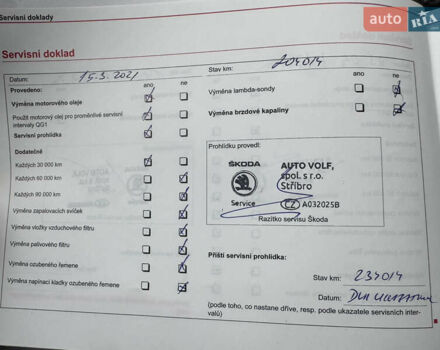 Servisní doklady
auto RIA
Servisní doklad
Datum: 15.3.2021
Stav km: 204014
Provedeno: ano ne
ano ne
Výměna motorového oleje
Výměna lambda-sondy
Použit motorový olej pro proměnlivé servisní
intervaly QG1
Výměna brzdové kapaliny
Servisní prohlídka
Dodatečně
Každých 30 000 km
Každých 60 000 km
Každých 90 000 km
Výměna zapalovacích svíček
Výměna vložky vzduchového filtru
Výměna palivového filtru
Výměna ozubeného řemene
Výměna napínací kladky ozubeného řemene
Prohlídku provedl:
ŠKODA
Service
AUTO VOLF,
spol. s r.o.
Stříbro
CZ A032025B
Razítko servisu Škoda
Příští servisní prohlídka:
Stav km: 234014
Datum:
(podle toho, co nastane dříve, resp. podle ukazatele servisních inter-
valů)